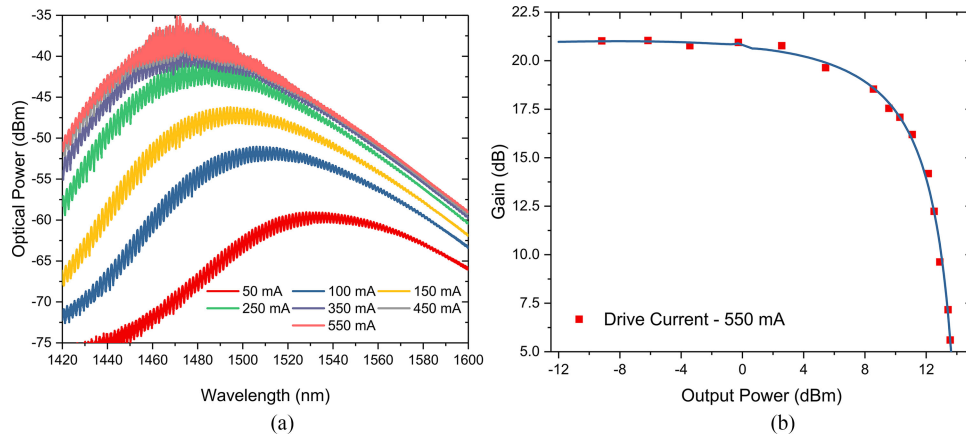 (a)
-35
-40
-45
-50
-55
-60
-65
-70
-75
Optical Power (dBm)
50 mA 100 mA 150 mA
250 mA 350 mA 450 mA
550 mA
1420 1440 1460 1480 1500 1520 1540 1560 1580 1600
Wavelength (nm)
(a)
(b)
22.5
20.0
17.5
15.0
12.5
10.0
7.5
5.0
Gain (dB)
Drive Current - 550 mA
-12 -8 -4 0 4 8 12
Output Power (dBm)
(b)